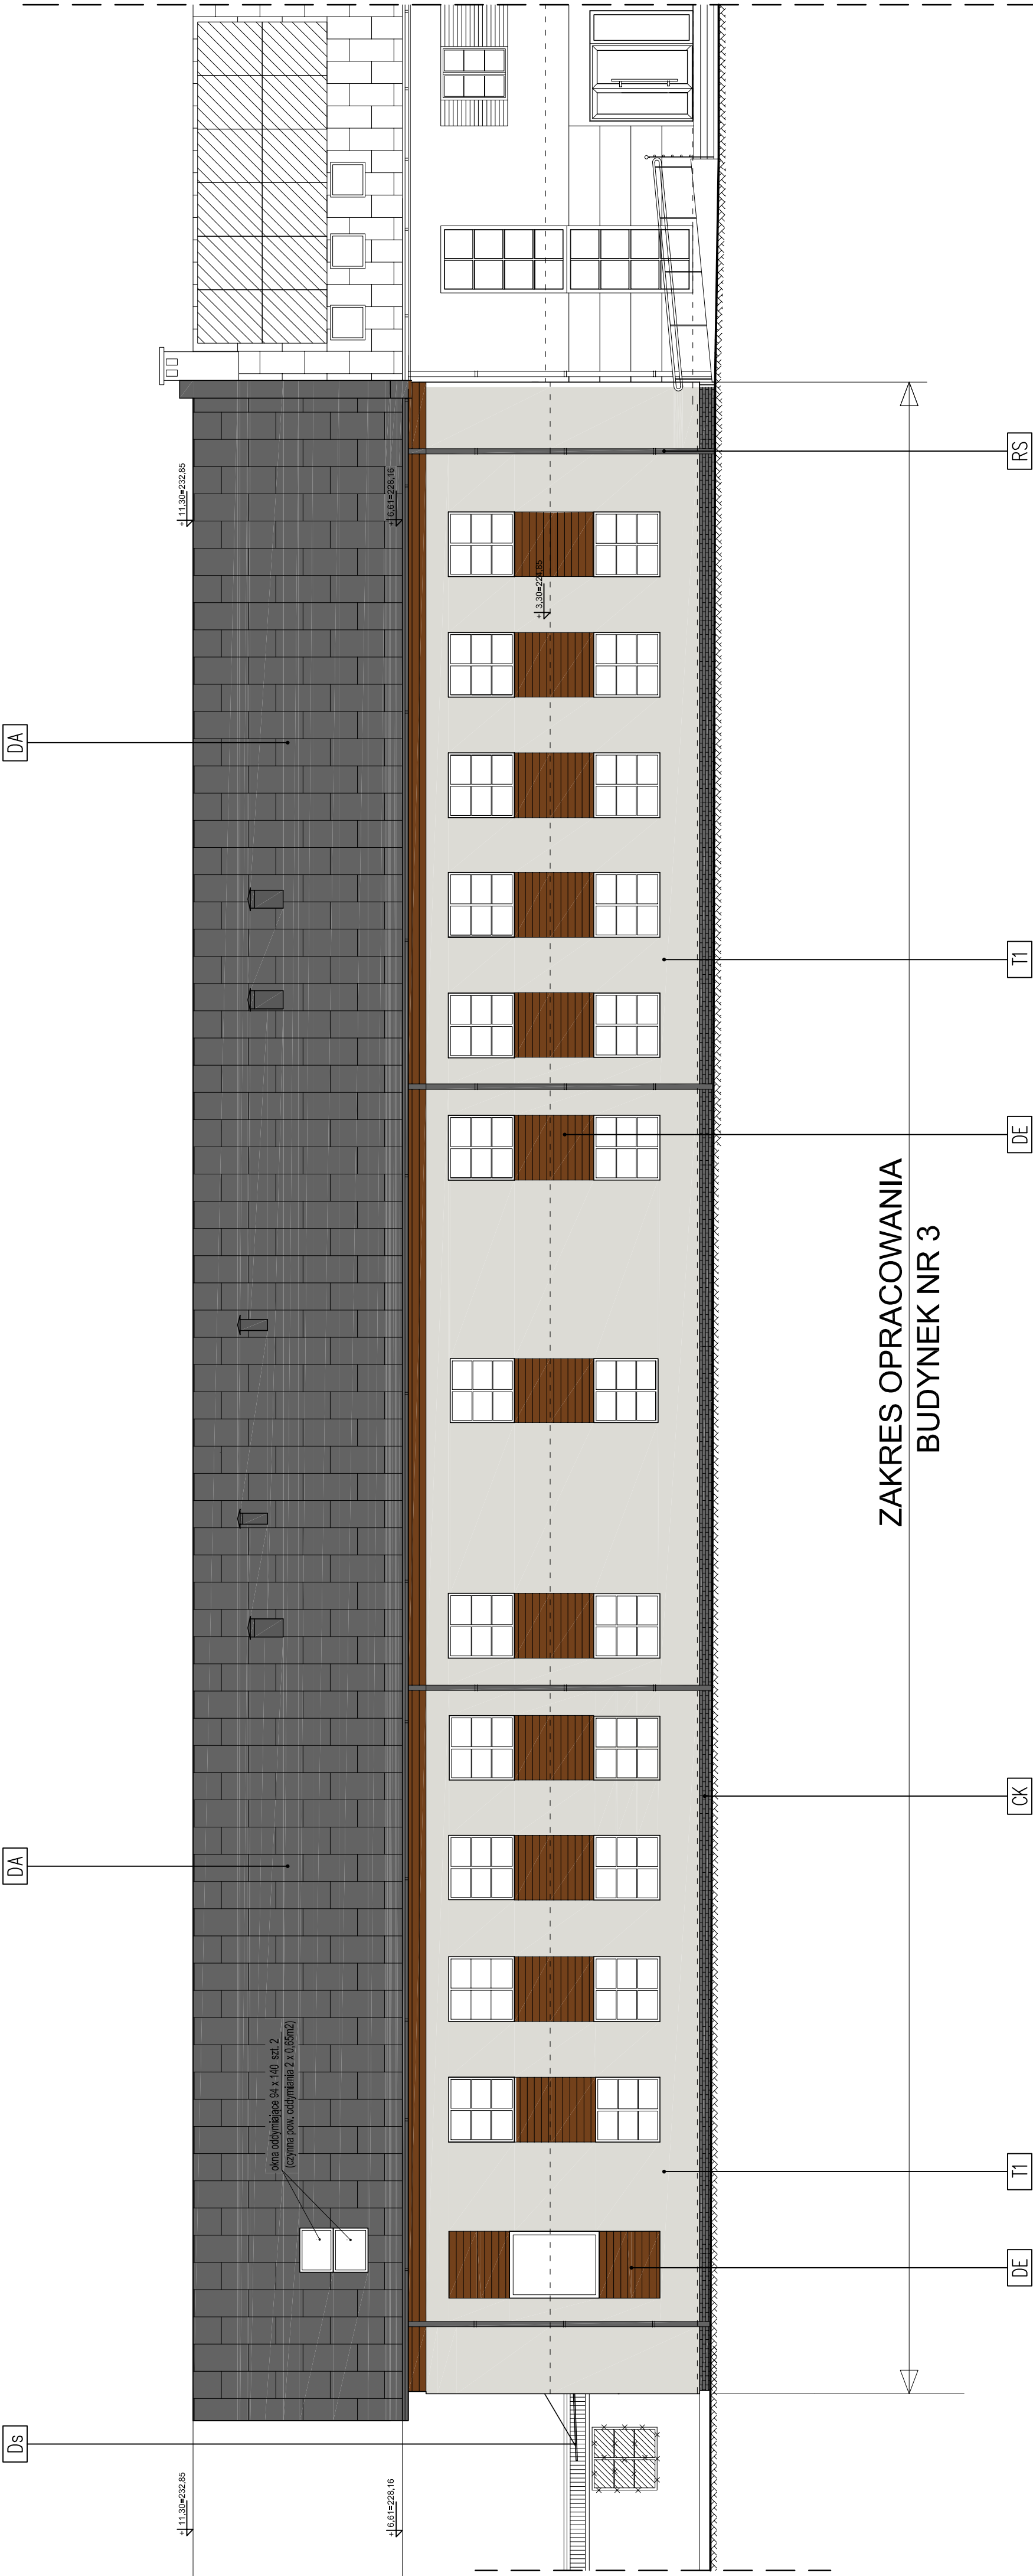 DA
DA
Ds
+11,30=232,85
+6,61=228,16
+3,30=224,85
okna oddymiające 94 x 140 szt. 2
(czynna pow. oddymiania 2 x 0,65m2)
+11,30=232,85
+6,61=228,16
ZAKRES OPRACOWANIA
BUDYNEK NR 3
DE
T1
CK
DE
T1
RS